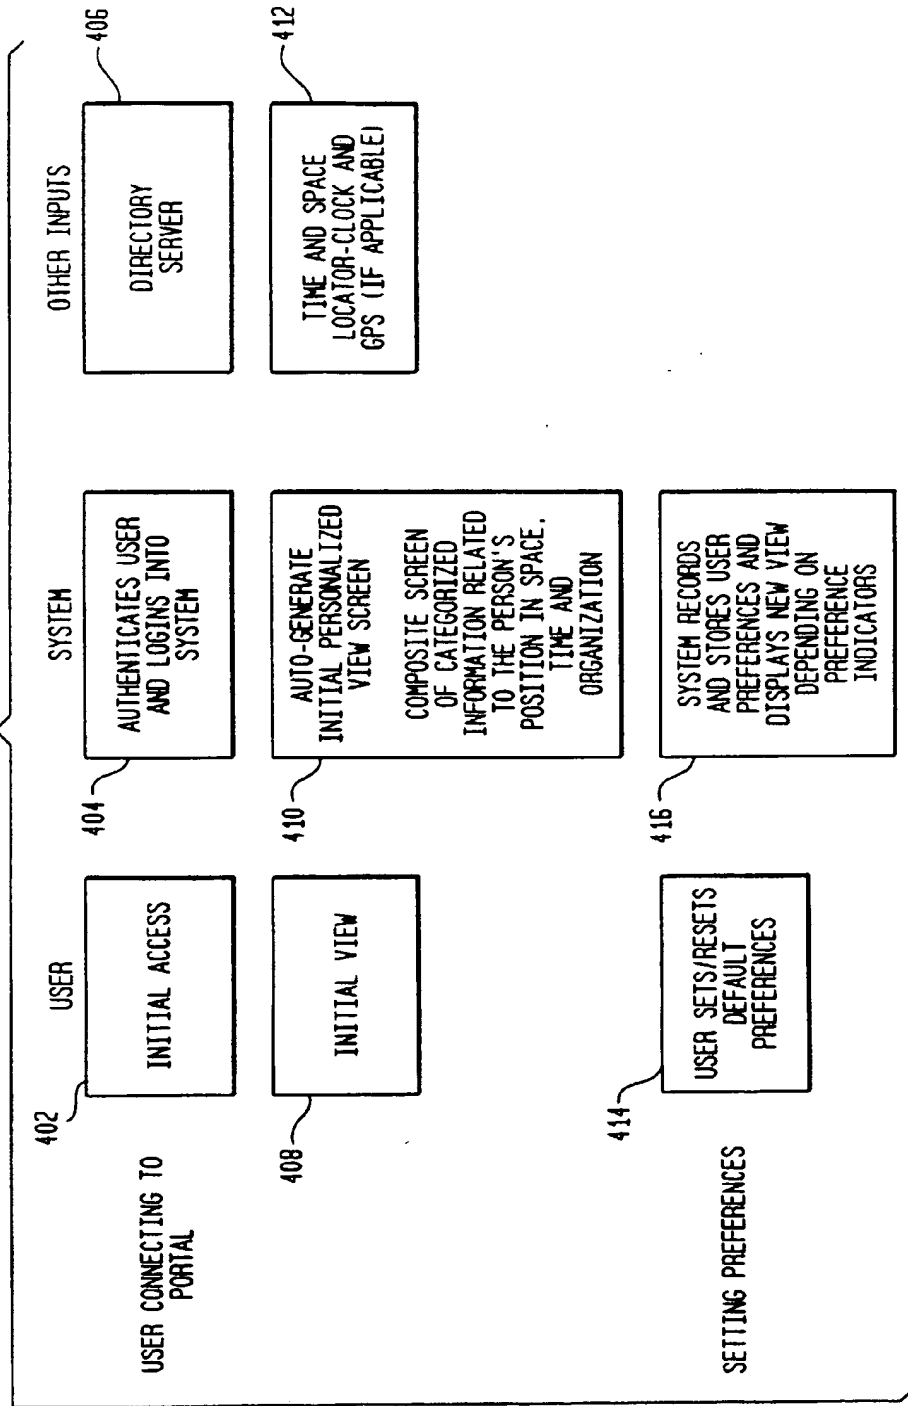 USER
SYSTEM
OTHER INPUTS
USER CONNECTING TO
PORTAL
402
INITIAL ACCESS
404
AUTHENTICATES USER
AND LOGINS INTO
SYSTEM
406
DIRECTORY
SERVER
408
INITIAL VIEW
410
AUTO-GENERATE
INITIAL PERSONALIZED
VIEW SCREEN
COMPOSITE SCREEN
OF CATEGORIZED
INFORMATION RELATED
TO THE PERSON'S
POSITION IN SPACE,
TIME AND
ORGANIZATION
412
TIME AND SPACE
LOCATOR-CLOCK AND
GPS (IF APPLICABLE)
SETTING PREFERENCES
414
USER SETS/RESETS
DEFAULT
PREFERENCES
416
SYSTEM RECORDS
AND STORES USER
PREFERENCES AND
DISPLAYS NEW VIEW
DEPENDING ON
PREFERENCE
INDICATORS